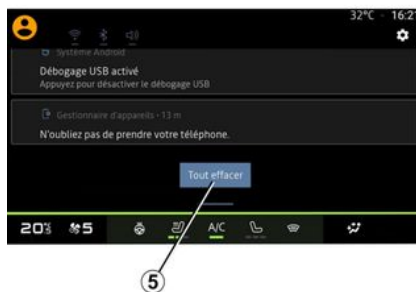 32°C 16:21
Système Android
Débogage USB activé
Appuyez pour désactiver le débogage USB
Gestionnaire d'appareils • 13 m
N'oubliez pas de prendre votre téléphone.
Tout effacer
20 5 A/C
5